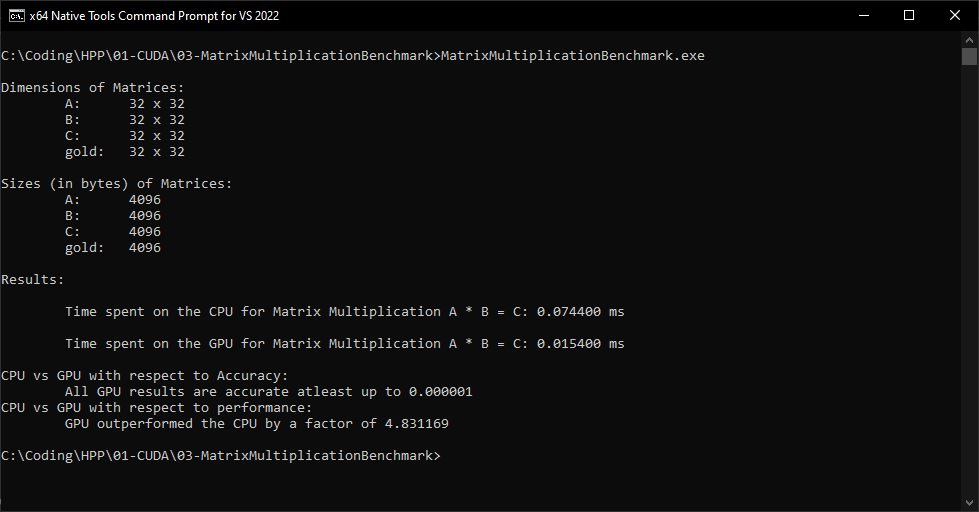 x64 Native Tools Command Prompt for VS 2022
C:\Coding\HPP\01-CUDA\03-MatrixMultiplicationBenchmark>MatrixMultiplicationBenchmark.exe
Dimensions of Matrices:
A: 32 x 32
B: 32 x 32
C: 32 x 32
gold: 32 x 32
Sizes (in bytes) of Matrices:
A: 4096
B: 4096
C: 4096
gold: 4096
Results:
Time spent on the CPU for Matrix Multiplication A * B = C: 0.074400 ms
Time spent on the GPU for Matrix Multiplication A * B = C: 0.015400 ms
CPU vs GPU with respect to Accuracy:
All GPU results are accurate atleast up to 0.000001
CPU vs GPU with respect to performance:
GPU outperformed the CPU by a factor of 4.831169
C:\Coding\HPP\01-CUDA\03-MatrixMultiplicationBenchmark>